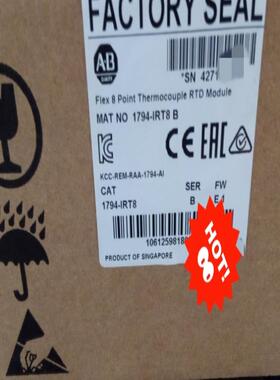 FACTORY SEAL
AB
*SN 4271
Flex 8 Point Thermocouple RTD Module
MAT NO 1794-IRT8 B
CE EAC
KCC-REM-RAA-1794-AI
CAT SER FW
1794-IRT8 B
PRODUCT OF SINGAPORE
HOT!